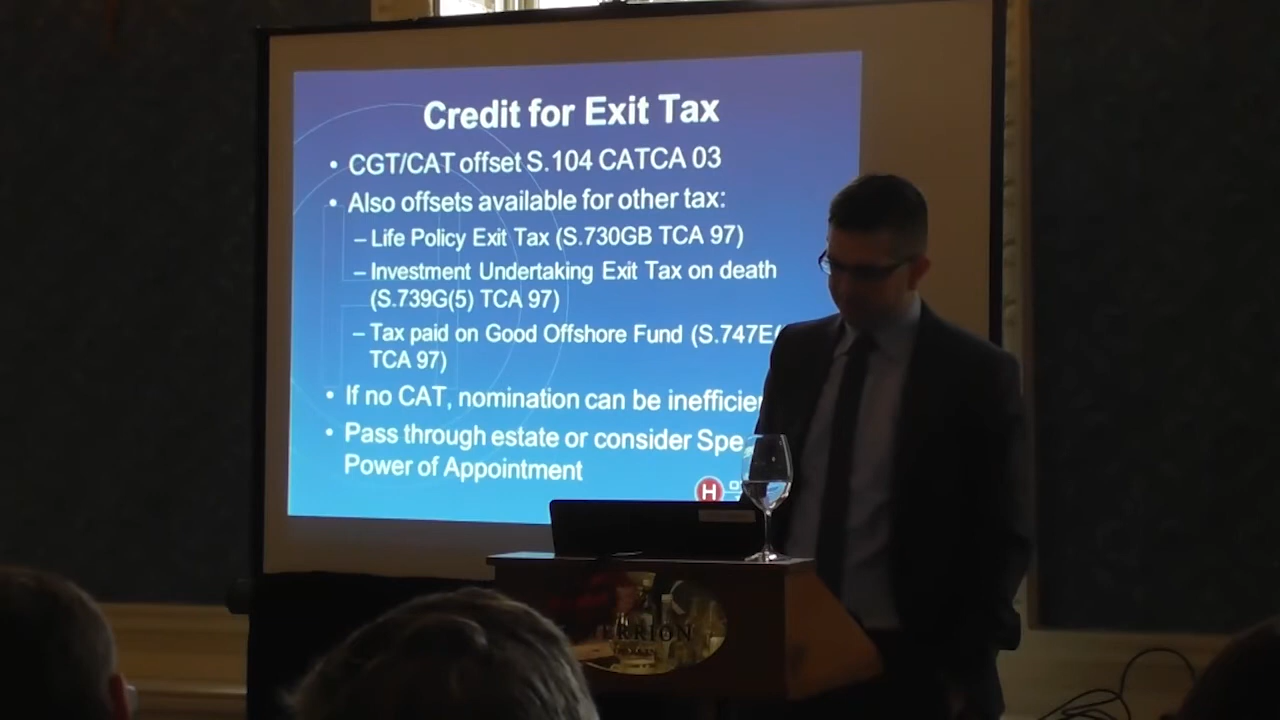 Credit for Exit Tax
• CGT/CAT offset S.104 CATCA 03
• Also offsets available for other tax:
– Life Policy Exit Tax (S.730GB TCA 97)
– Investment Undertaking Exit Tax on death
(S.739G(5) TCA 97)
– Tax paid on Good Offshore Fund (S.747E
TCA 97)
• If no CAT, nomination can be inefficie
• Pass through estate or consider Spe
Power of Appointment
H
ERRION